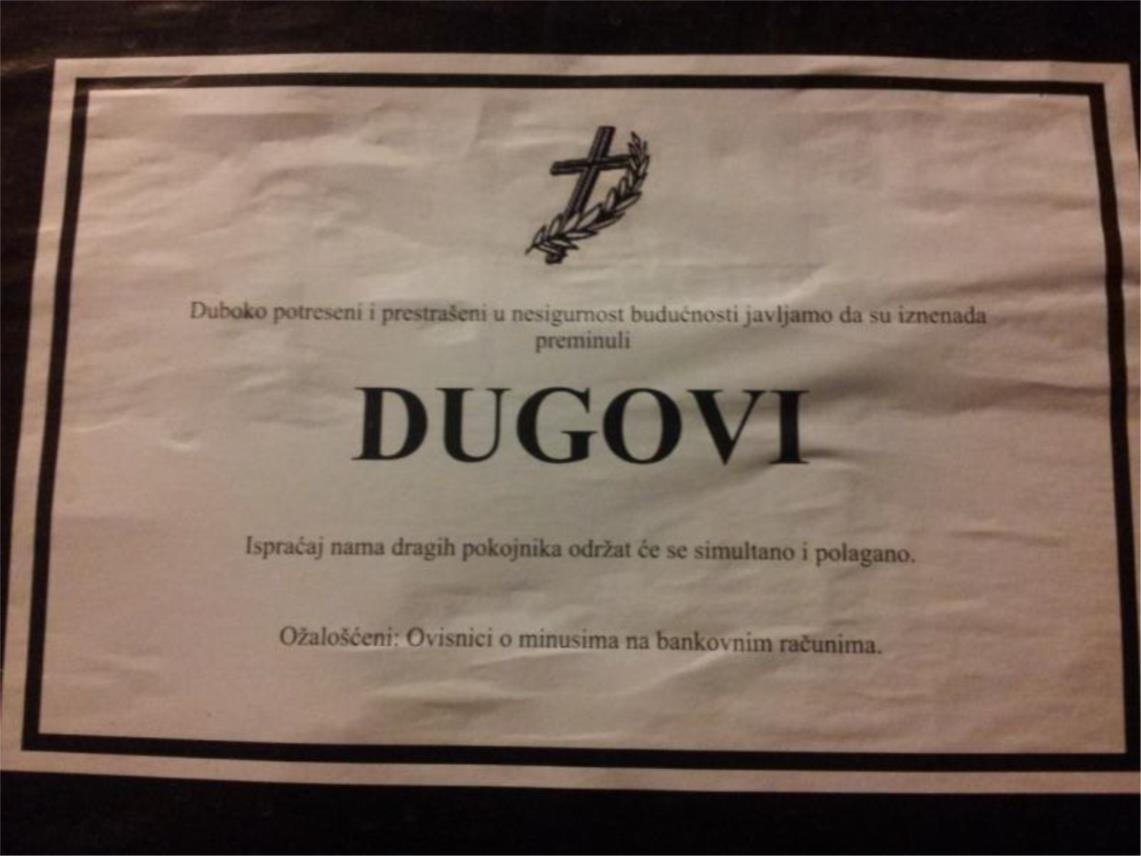 Duboko potreseni i prestrašeni u nesigurnost budućnosti javljamo da su iznenada
preminuli
DUGOVI
Ispraćaj nama dragih pokojnika održat će se simultano i polagano.
Ožalošćeni: Ovisnici o minusima na bankovnim računima.